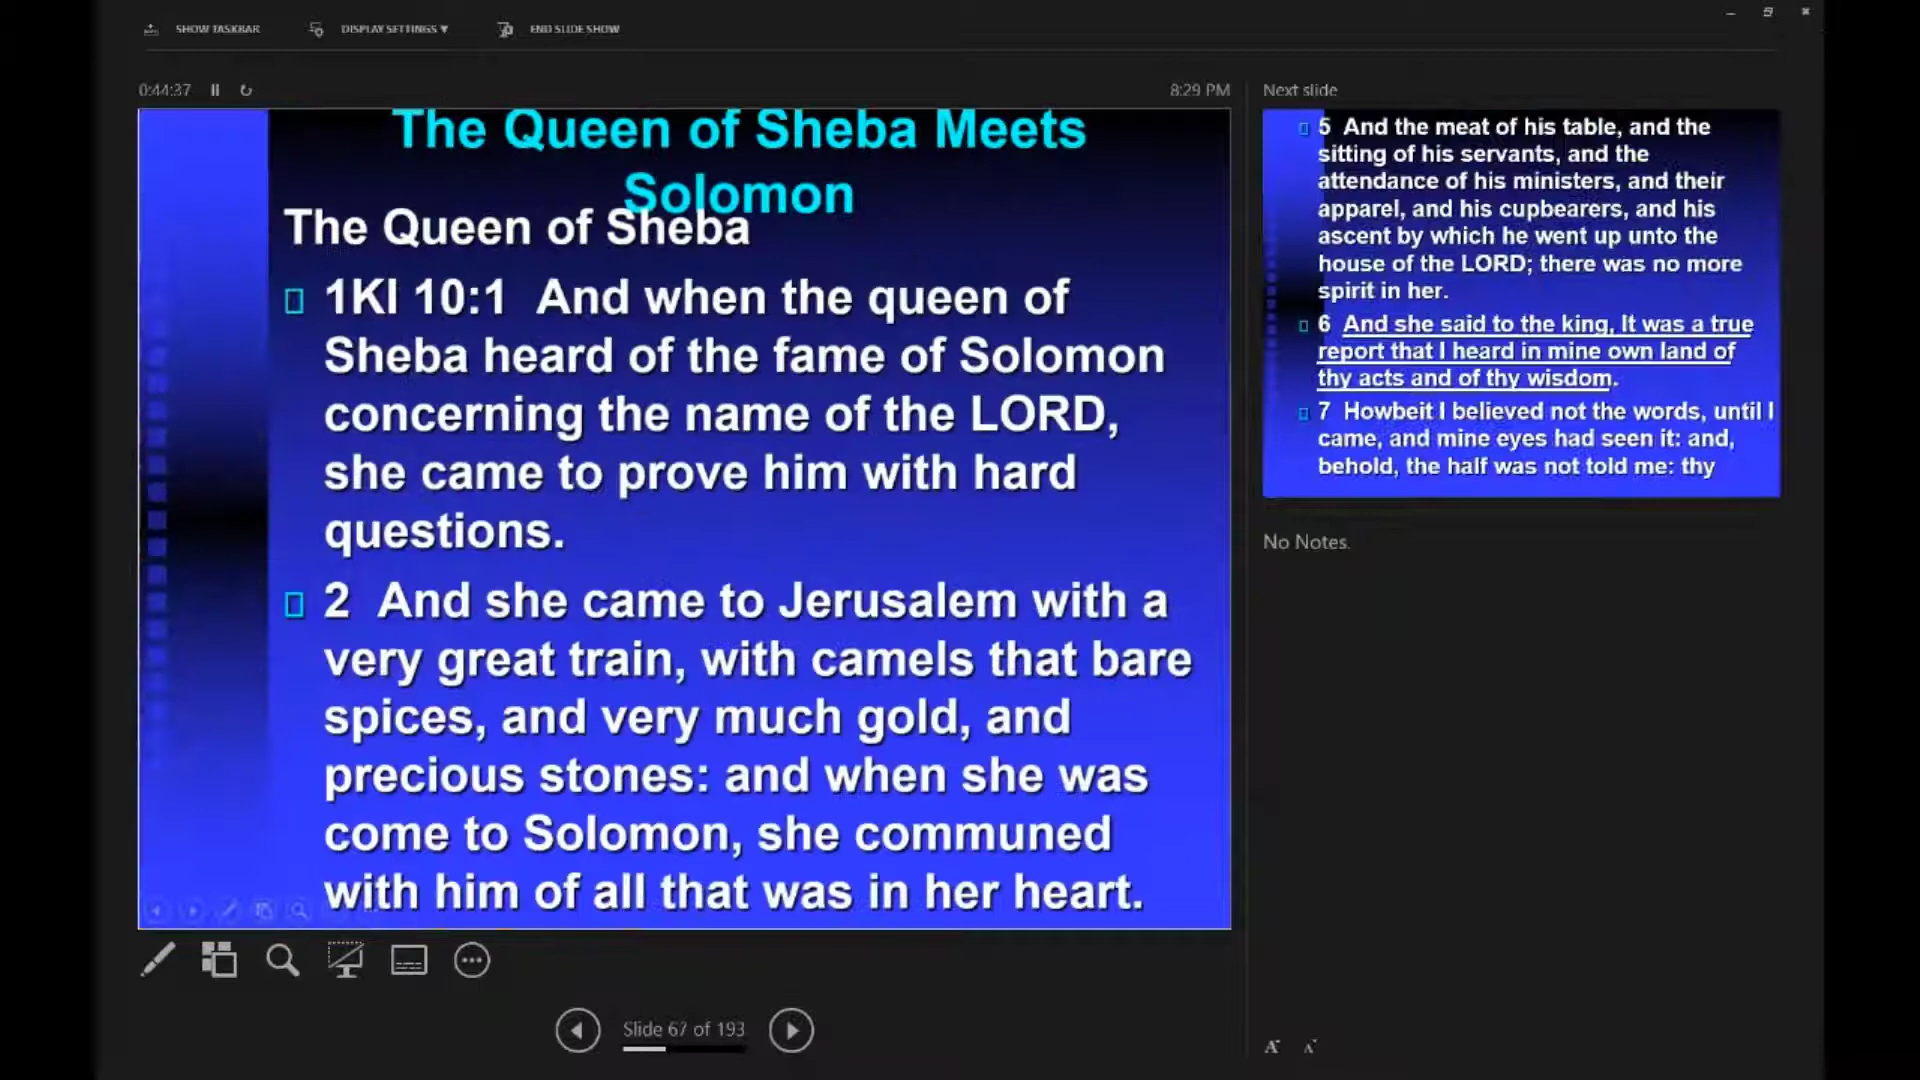 SHOW TASKBAR
DISPLAY SETTINGS ▼
END SLIDE SHOW
0:44:37
8:29 PM
The Queen of Sheba Meets
Solomon
The Queen of Sheba
1KI 10:1 And when the queen of
Sheba heard of the fame of Solomon
concerning the name of the LORD,
she came to prove him with hard
questions.
2 And she came to Jerusalem with a
very great train, with camels that bare
spices, and very much gold, and
precious stones: and when she was
come to Solomon, she communed
with him of all that was in her heart.
Slide 67 of 193
Next slide
5 And the meat of his table, and the
sitting of his servants, and the
attendance of his ministers, and their
apparel, and his cupbearers, and his
ascent by which he went up unto the
house of the LORD; there was no more
spirit in her.
6 And she said to the king, It was a true
report that I heard in mine own land of
thy acts and of thy wisdom.
7 Howbeit I believed not the words, until I
came, and mine eyes had seen it: and,
behold, the half was not told me: thy
No Notes.
A A